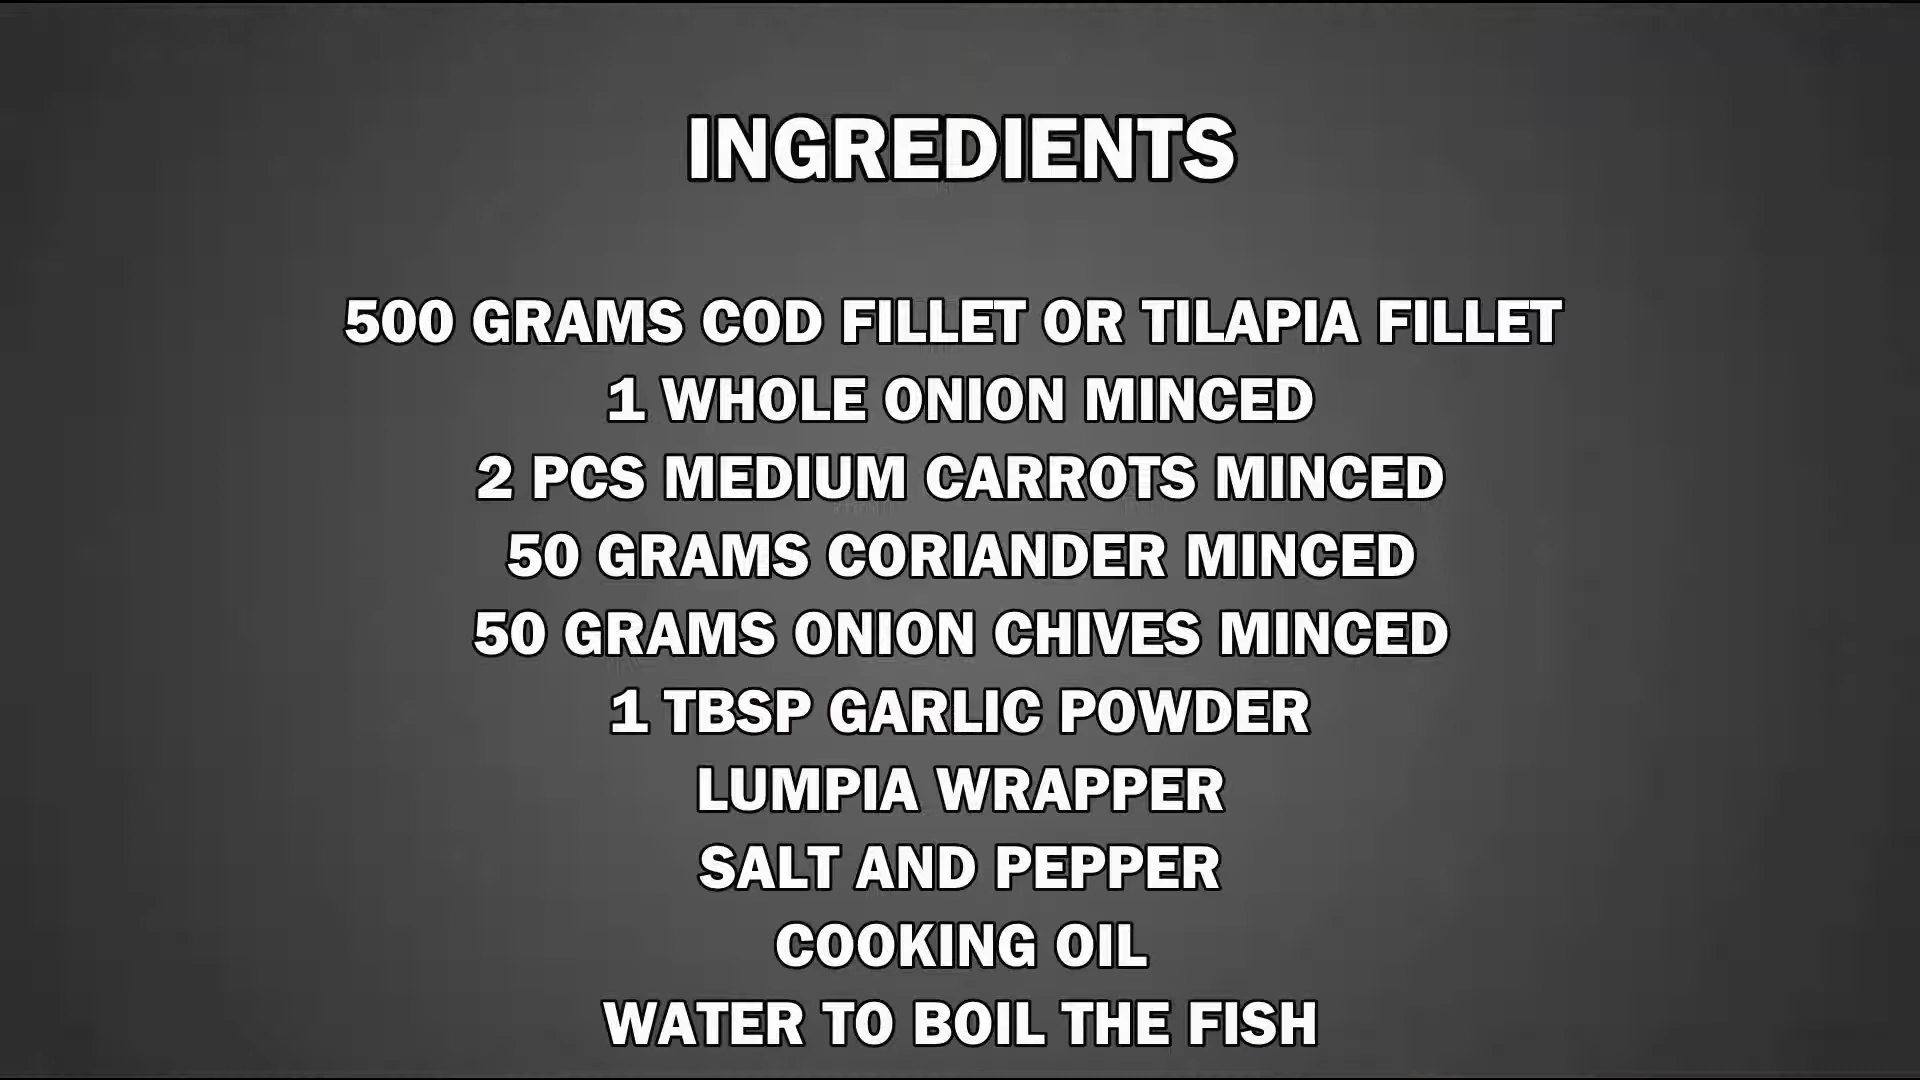 INGREDIENTS
500 GRAMS COD FILLET OR TILAPIA FILLET
1 WHOLE ONION MINCED
2 PCS MEDIUM CARROTS MINCED
50 GRAMS CORIANDER MINCED
50 GRAMS ONION CHIVES MINCED
1 TBSP GARLIC POWDER
LUMPIA WRAPPER
SALT AND PEPPER
COOKING OIL
WATER TO BOIL THE FISH